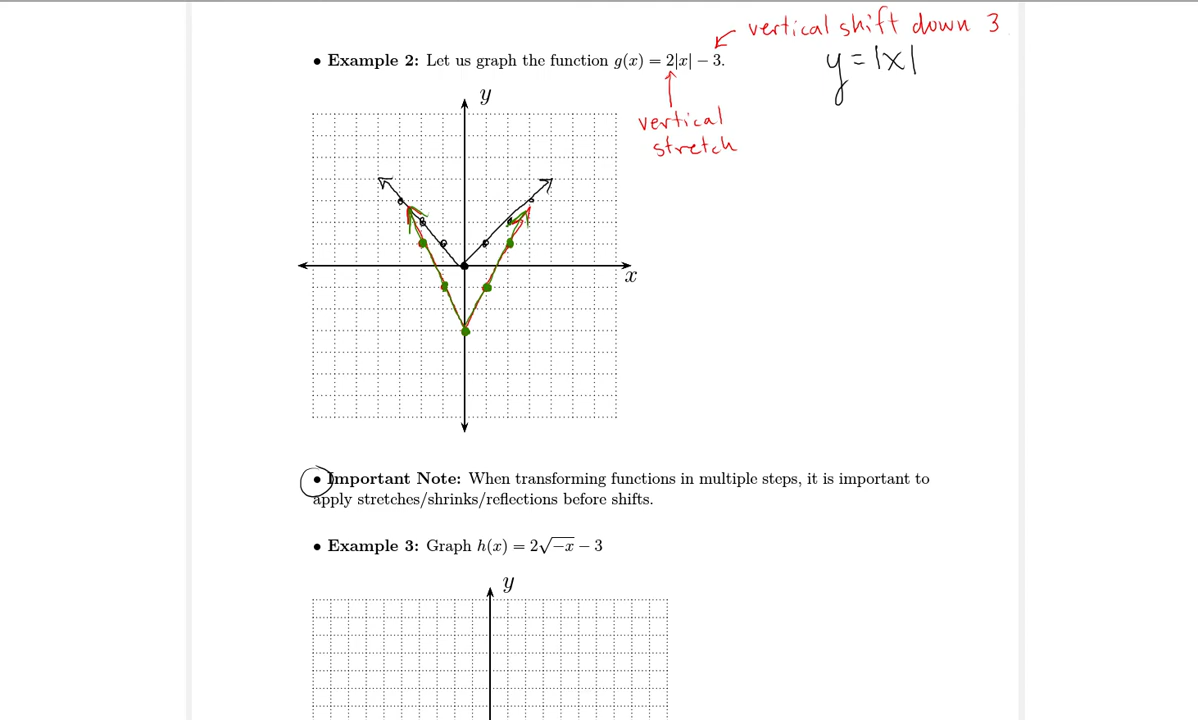 vertical shift down 3
• Example 2: Let us graph the function g(x) = 2|x| − 3.
y = |x|
y
vertical
stretch
x
• Important Note: When transforming functions in multiple steps, it is important to
apply stretches/shrinks/reflections before shifts.
• Example 3: Graph h(x) = 2√−x − 3
y